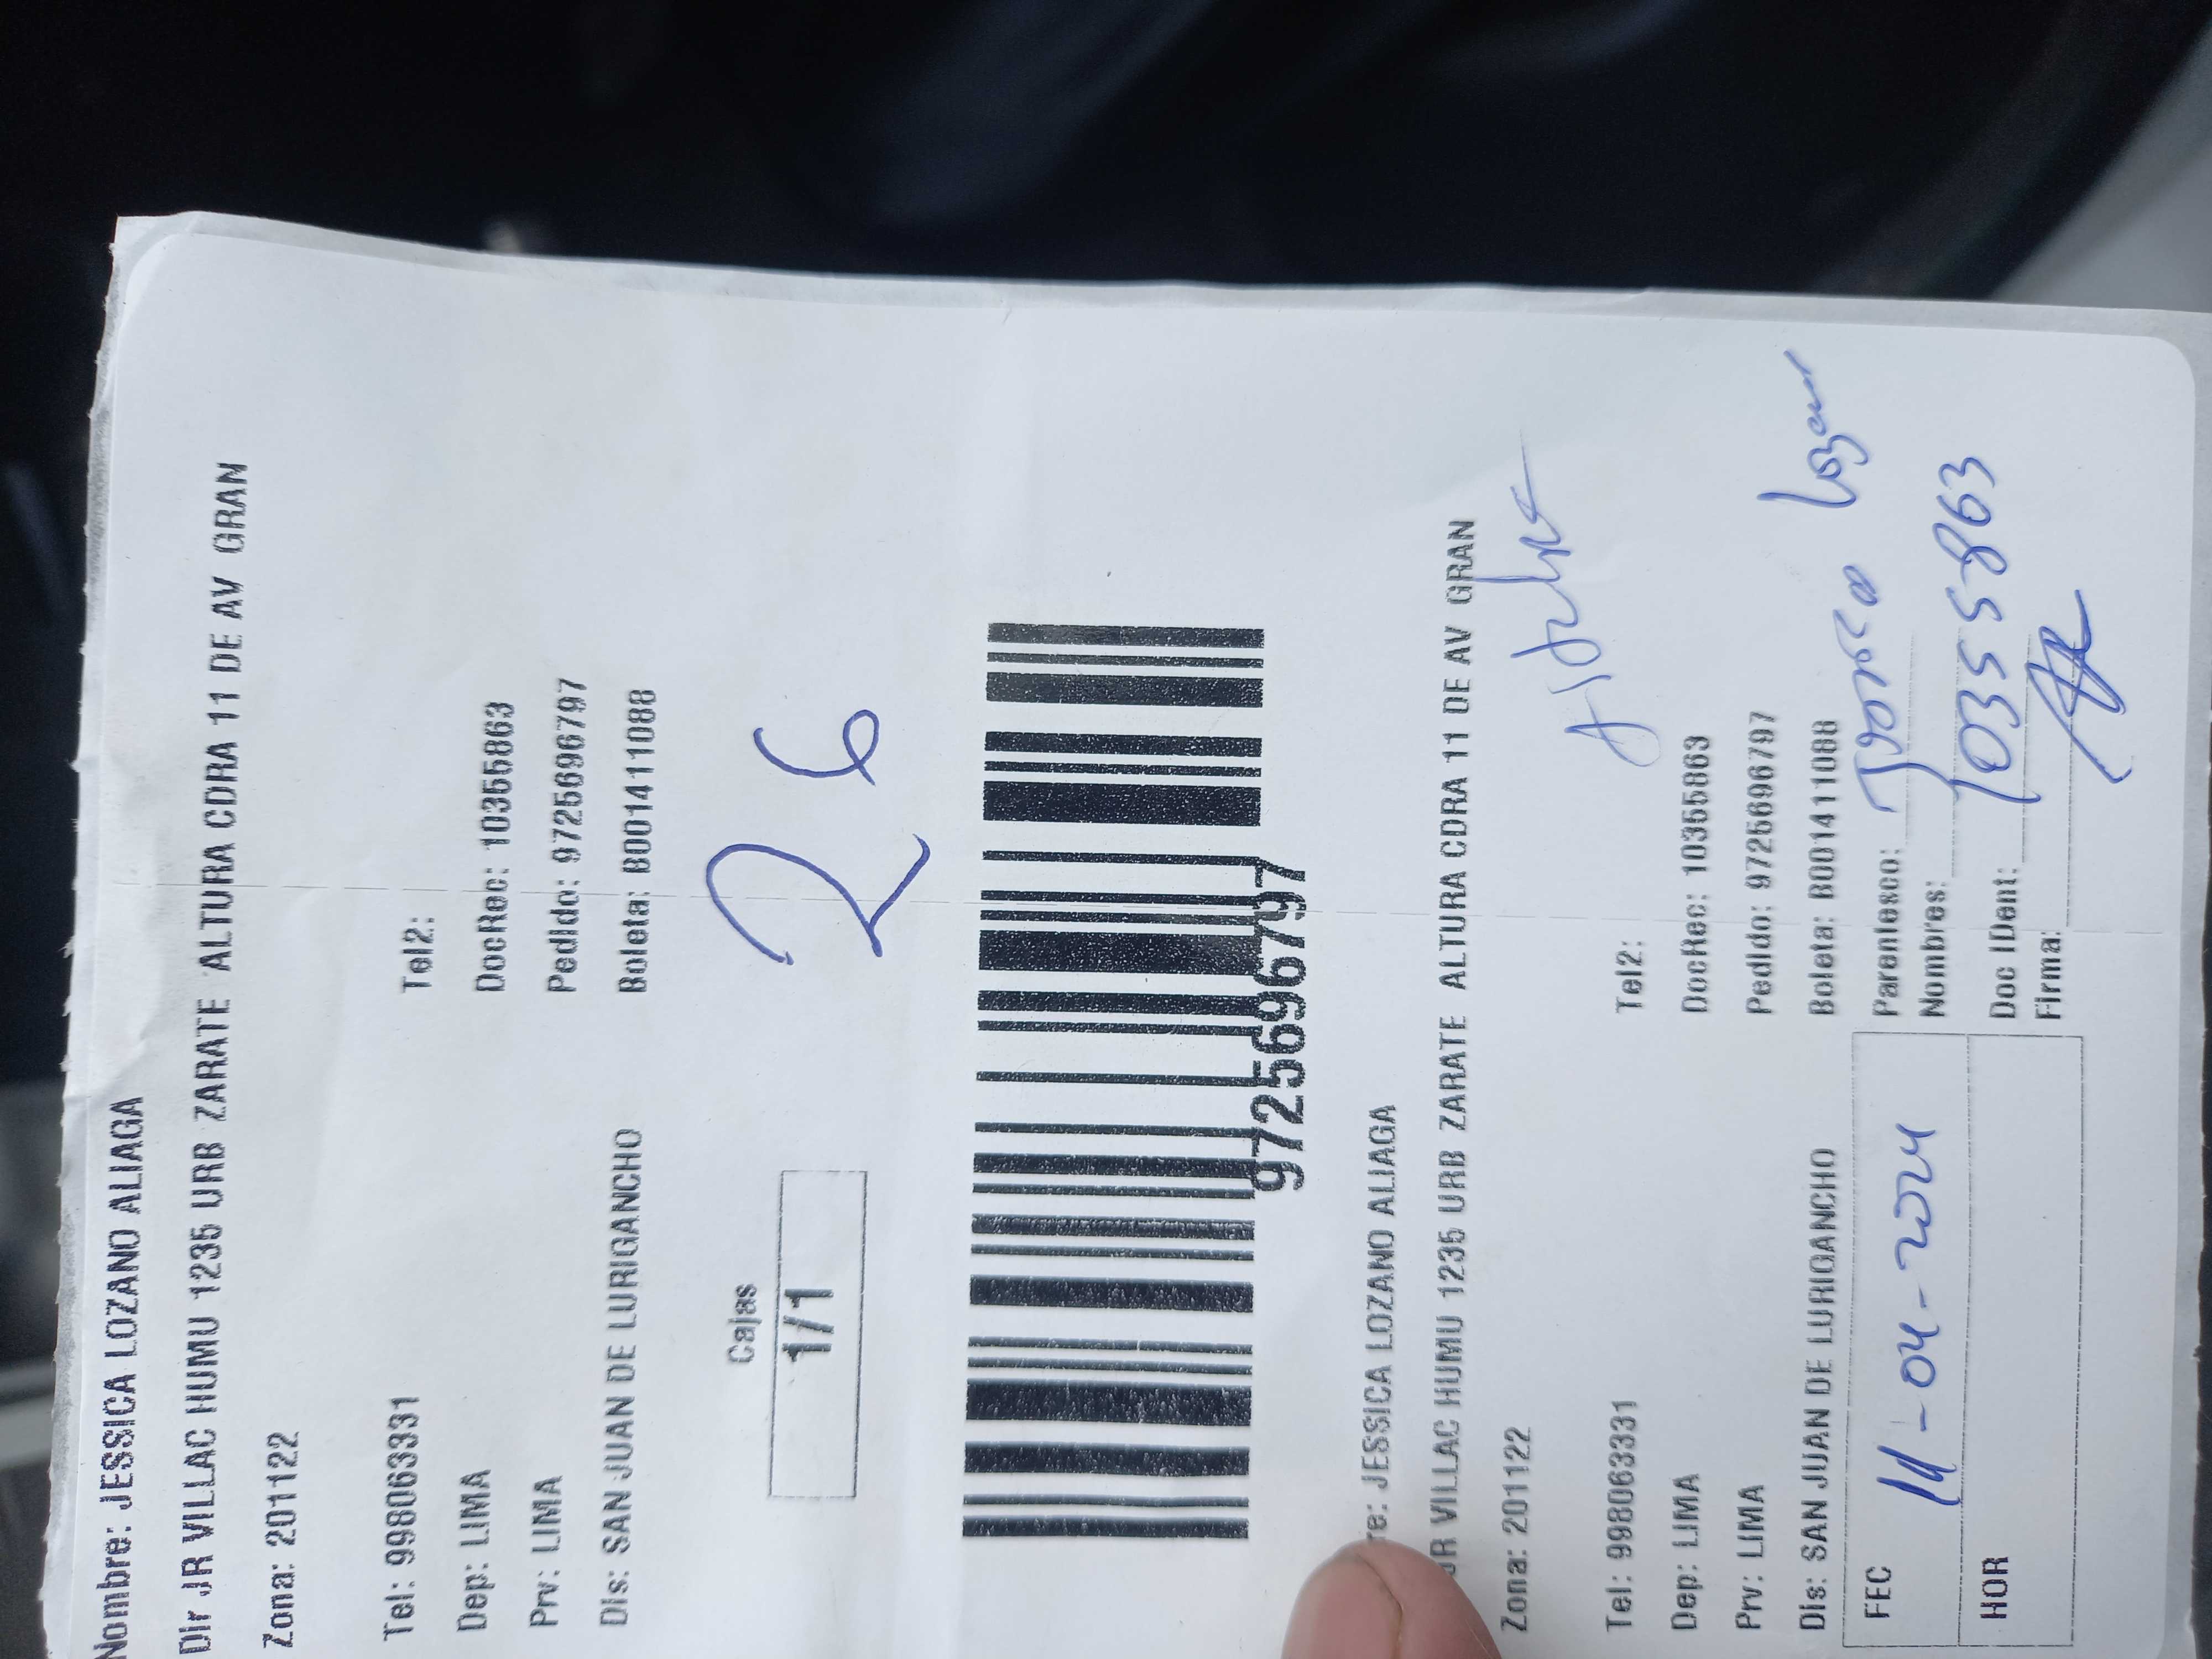 Nombre: JESSICA LOZANO ALIAGA
Dir JR VILLAC HUMU 1235 URB ZARATE ALTURA CDRA 11 DE AV GRAN
Zona: 201122
Tel: 998063331 Tel2:
Dep: LIMA DocRec: 10355863
Prv: LIMA Pedido: 9725696797
Dis: SAN JUAN DE LURIGANCHO Boleta: B001411088
Cajas
1/1
26
9725696797
re: JESSICA LOZANO ALIAGA
JR VILLAC HUMU 1235 URB ZARATE ALTURA CDRA 11 DE AV GRAN
Zona: 201122
Tel: 998063331 Tel2:
Dep: LIMA DocRec: 10355863
Prv: LIMA Pedido: 9725696797
Dis: SAN JUAN DE LURIGANCHO Boleta: B001411088
FEC 11-04-2024
HOR
Parentesco:
Nombres:
Doc IDent: 10355863
Firma: